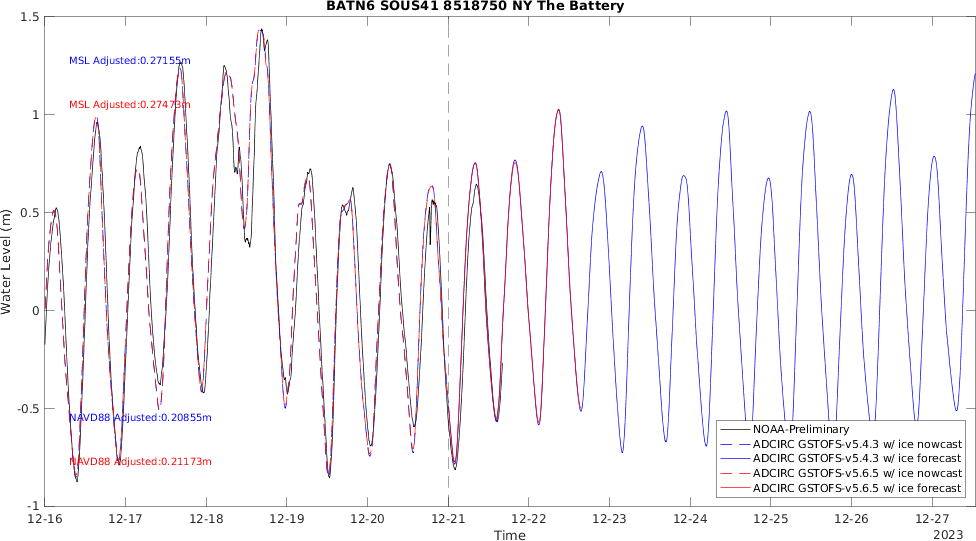 BATN6 SOUS41 8518750 NY The Battery
1.5
1
0.5
0
-0.5
-1
Water Level (m)
MSL Adjusted:0.27155m
MSL Adjusted:0.27473m
NAVD88 Adjusted:0.20855m
NAVD88 Adjusted:0.21173m
NOAA-Preliminary
ADCIRC GSTOFS-v5.4.3 w/ ice nowcast
ADCIRC GSTOFS-v5.4.3 w/ ice forecast
ADCIRC GSTOFS-v5.6.5 w/ ice nowcast
ADCIRC GSTOFS-v5.6.5 w/ ice forecast
12-16 12-17 12-18 12-19 12-20 12-21 12-22 12-23 12-24 12-25 12-26 12-27
Time
2023